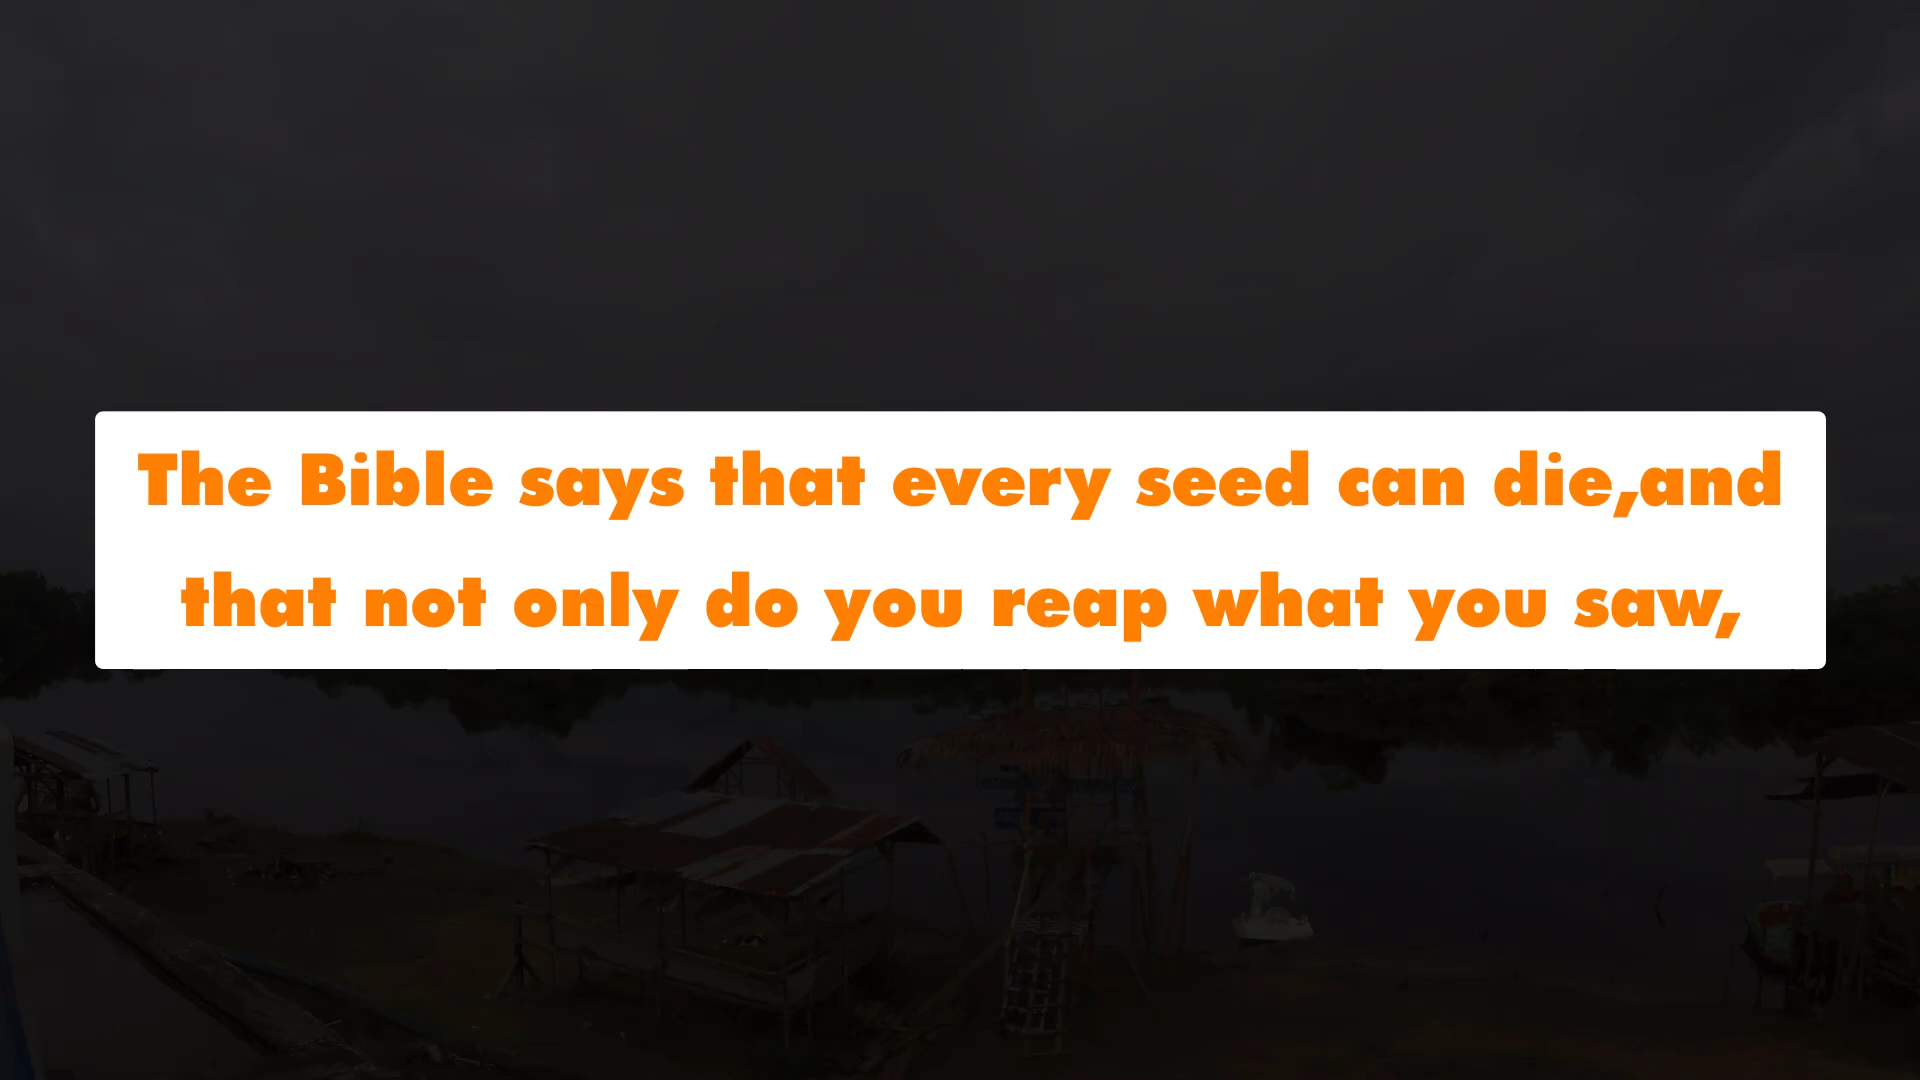 The Bible says that every seed can die,and
that not only do you reap what you saw,